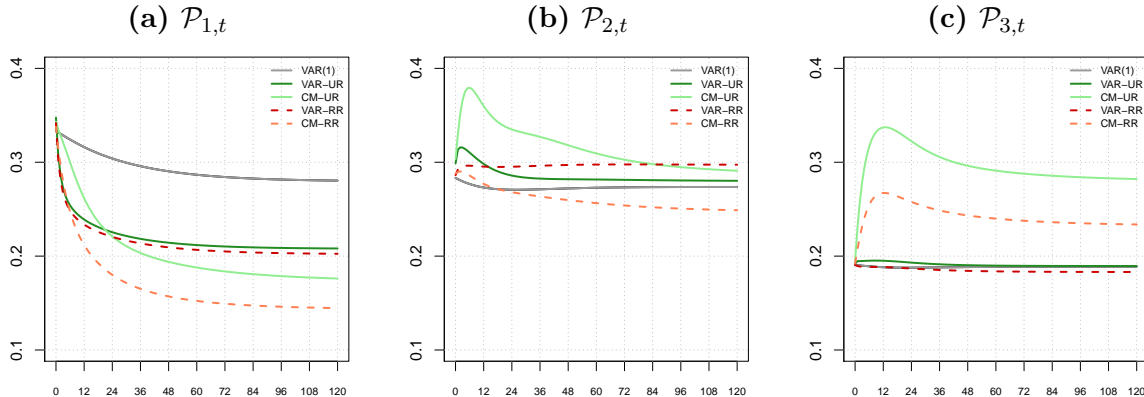 (a) 𝒫1,t
0.1 0.2 0.3 0.4
VAR(1)
VAR−UR
CM−UR
VAR−RR
CM−RR
0 12 24 36 48 60 72 84 96 108 120
(b) 𝒫2,t
0.1 0.2 0.3 0.4
VAR(1)
VAR−UR
CM−UR
VAR−RR
CM−RR
0 12 24 36 48 60 72 84 96 108 120
(c) 𝒫3,t
0.1 0.2 0.3 0.4
VAR(1)
VAR−UR
CM−UR
VAR−RR
CM−RR
0 12 24 36 48 60 72 84 96 108 120